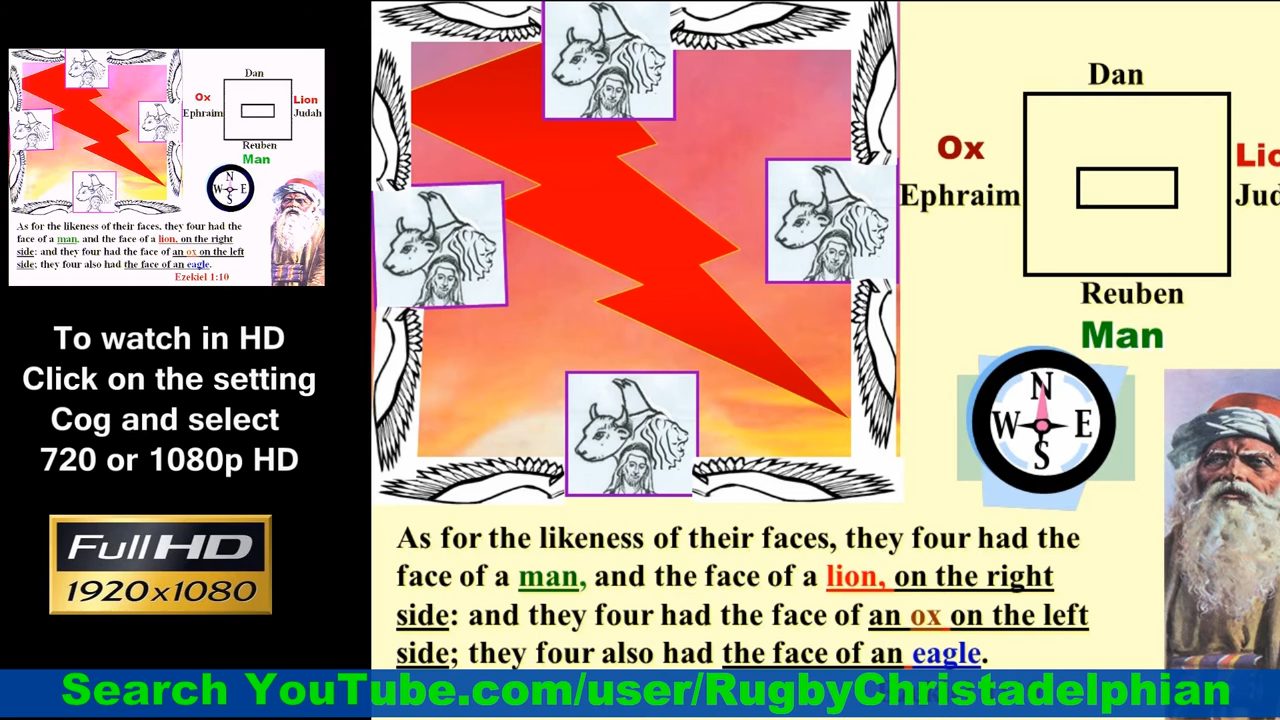 Dan
Ox
Lion
Ephraim
Judah
Reuben
Man
N
W E
S
As for the likeness of their faces, they four had the
face of a man, and the face of a lion, on the right
side: and they four had the face of an ox on the left
side; they four also had the face of an eagle.
Ezekiel 1:10
To watch in HD
Click on the setting
Cog and select
720 or 1080p HD
Full HD
1920x1080
Dan
Ox
Lio
Ephraim
Jud
Reuben
Man
N
W E
S
As for the likeness of their faces, they four had the
face of a man, and the face of a lion, on the right
side: and they four had the face of an ox on the left
side; they four also had the face of an eagle.
Search YouTube.com/user/RugbyChristadelphian